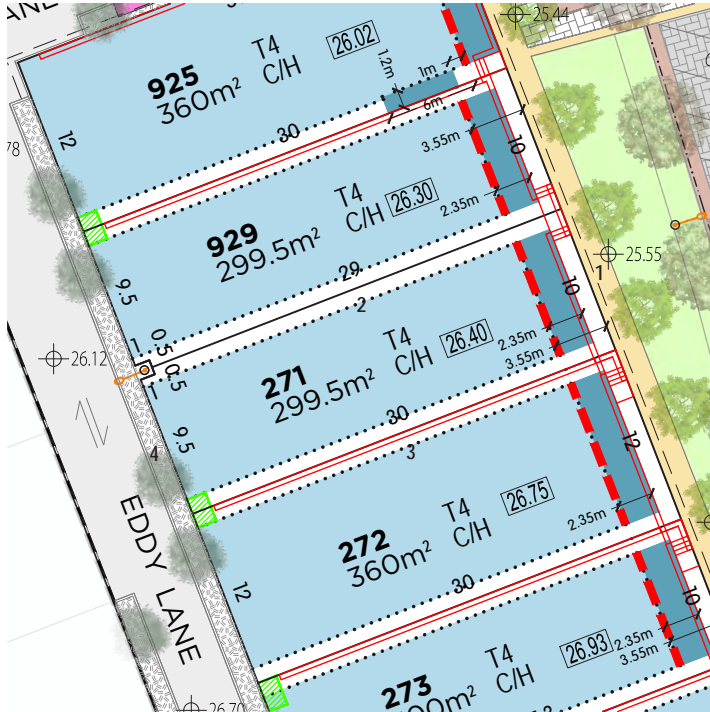 ANE
25.44
925
360m²
T4
C/H
26.02
1.2m
1m
6m
12
30
3.55m
10
78
929
299.5m²
T4
C/H
26.30
2.35m
9.5
29
2
25.55
1
10
26.12
1
0.5
0.5
1
271
299.5m²
T4
C/H
26.40
2.35m
3.55m
9.5
30
3
4
12
272
360m²
T4
C/H
26.75
2.35m
EDDY LANE
12
30
10
273
T4
C/H
26.93
2.35m
3.55m
26.70